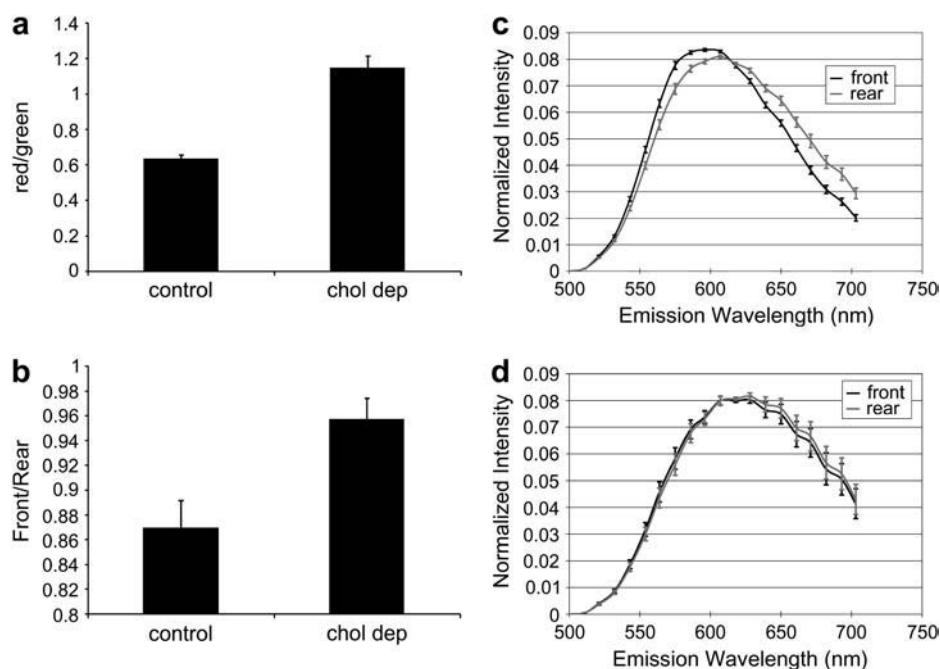 a
1.4
1.2
1
0.8
0.6
0.4
0.2
0
red/green
control chol dep
b
1
0.98
0.96
0.94
0.92
0.9
0.88
0.86
0.84
0.82
0.8
Front/Rear
control chol dep
c
0.09
0.08
0.07
0.06
0.05
0.04
0.03
0.02
0.01
0
Normalized Intensity
front
rear
500 550 600 650 700 750
Emission Wavelength (nm)
d
0.09
0.08
0.07
0.06
0.05
0.04
0.03
0.02
0.01
0
Normalized Intensity
front
rear
500 550 600 650 700 750
Emission Wavelength (nm)